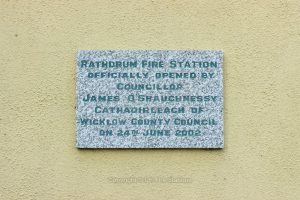 Rathdrum Fire Station
officially opened by
Councillor
James O'Shaughnessy
Cathaoirleach of
Wicklow County Council
on 24th June 2002